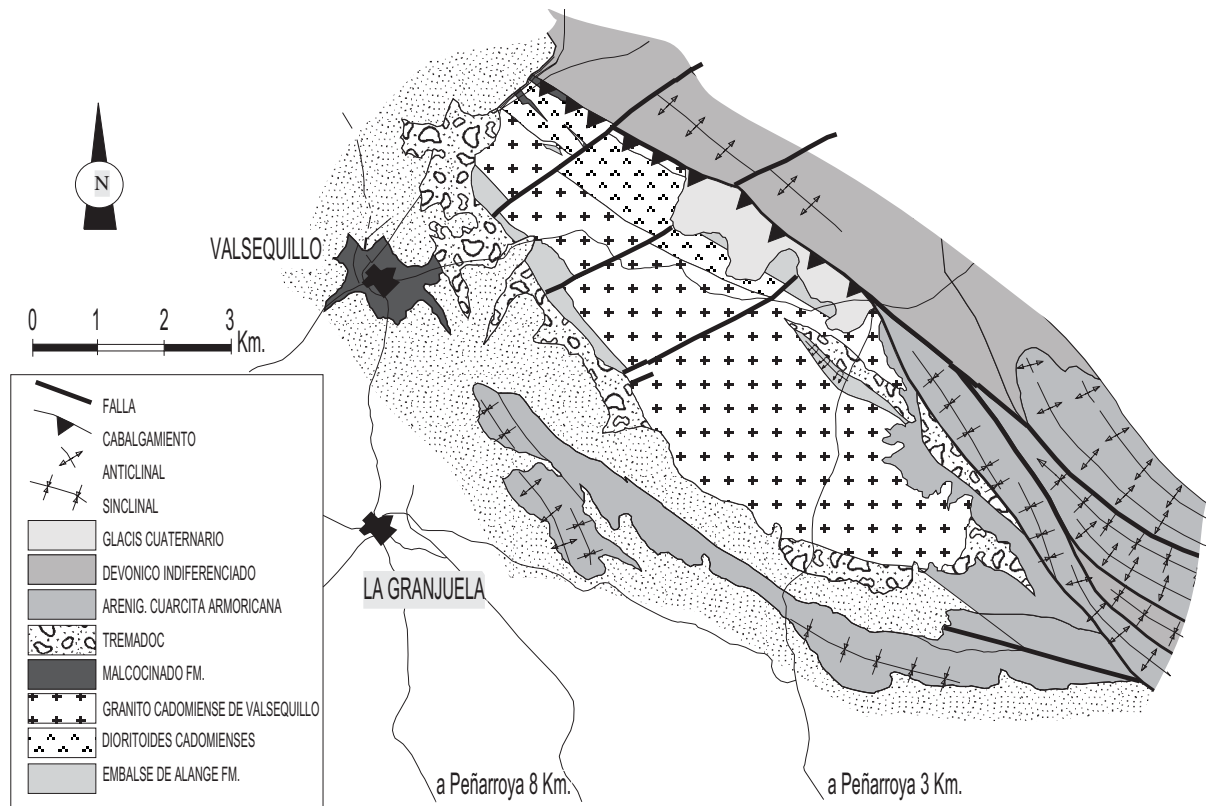 N
VALSEQUILLO
0 1 2 3
Km.
FALLA
CABALGAMIENTO
ANTICLINAL
SINCLINAL
GLACIS CUATERNARIO
DEVONICO INDIFERENCIADO
ARENIG. CUARCITA ARMORICANA
TREMADOC
MALCOCINADO FM.
GRANITO CADOMIENSE DE VALSEQUILLO
DIORITOIDES CADOMIENSES
EMBALSE DE ALANGE FM.
LA GRANJUELA
a Peñarroya 8 Km.
a Peñarroya 3 Km.